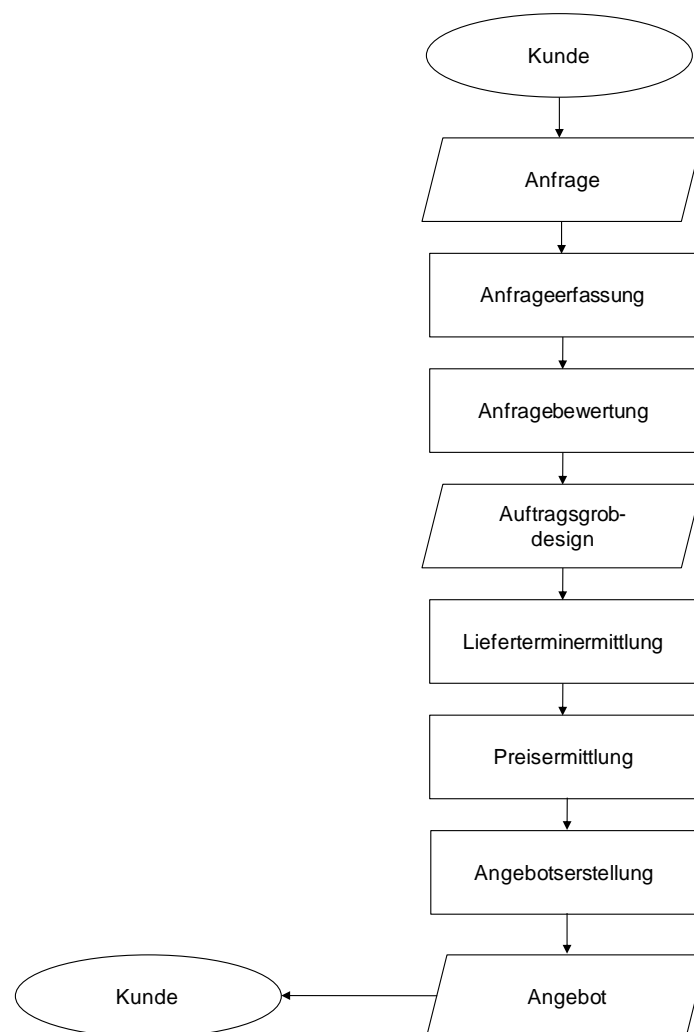 Kunde
Anfrage
Anfrageerfassung
Anfragebewertung
Auftragsgrob-
design
Lieferterminermittlung
Preisermittlung
Angebotserstellung
Kunde
Angebot